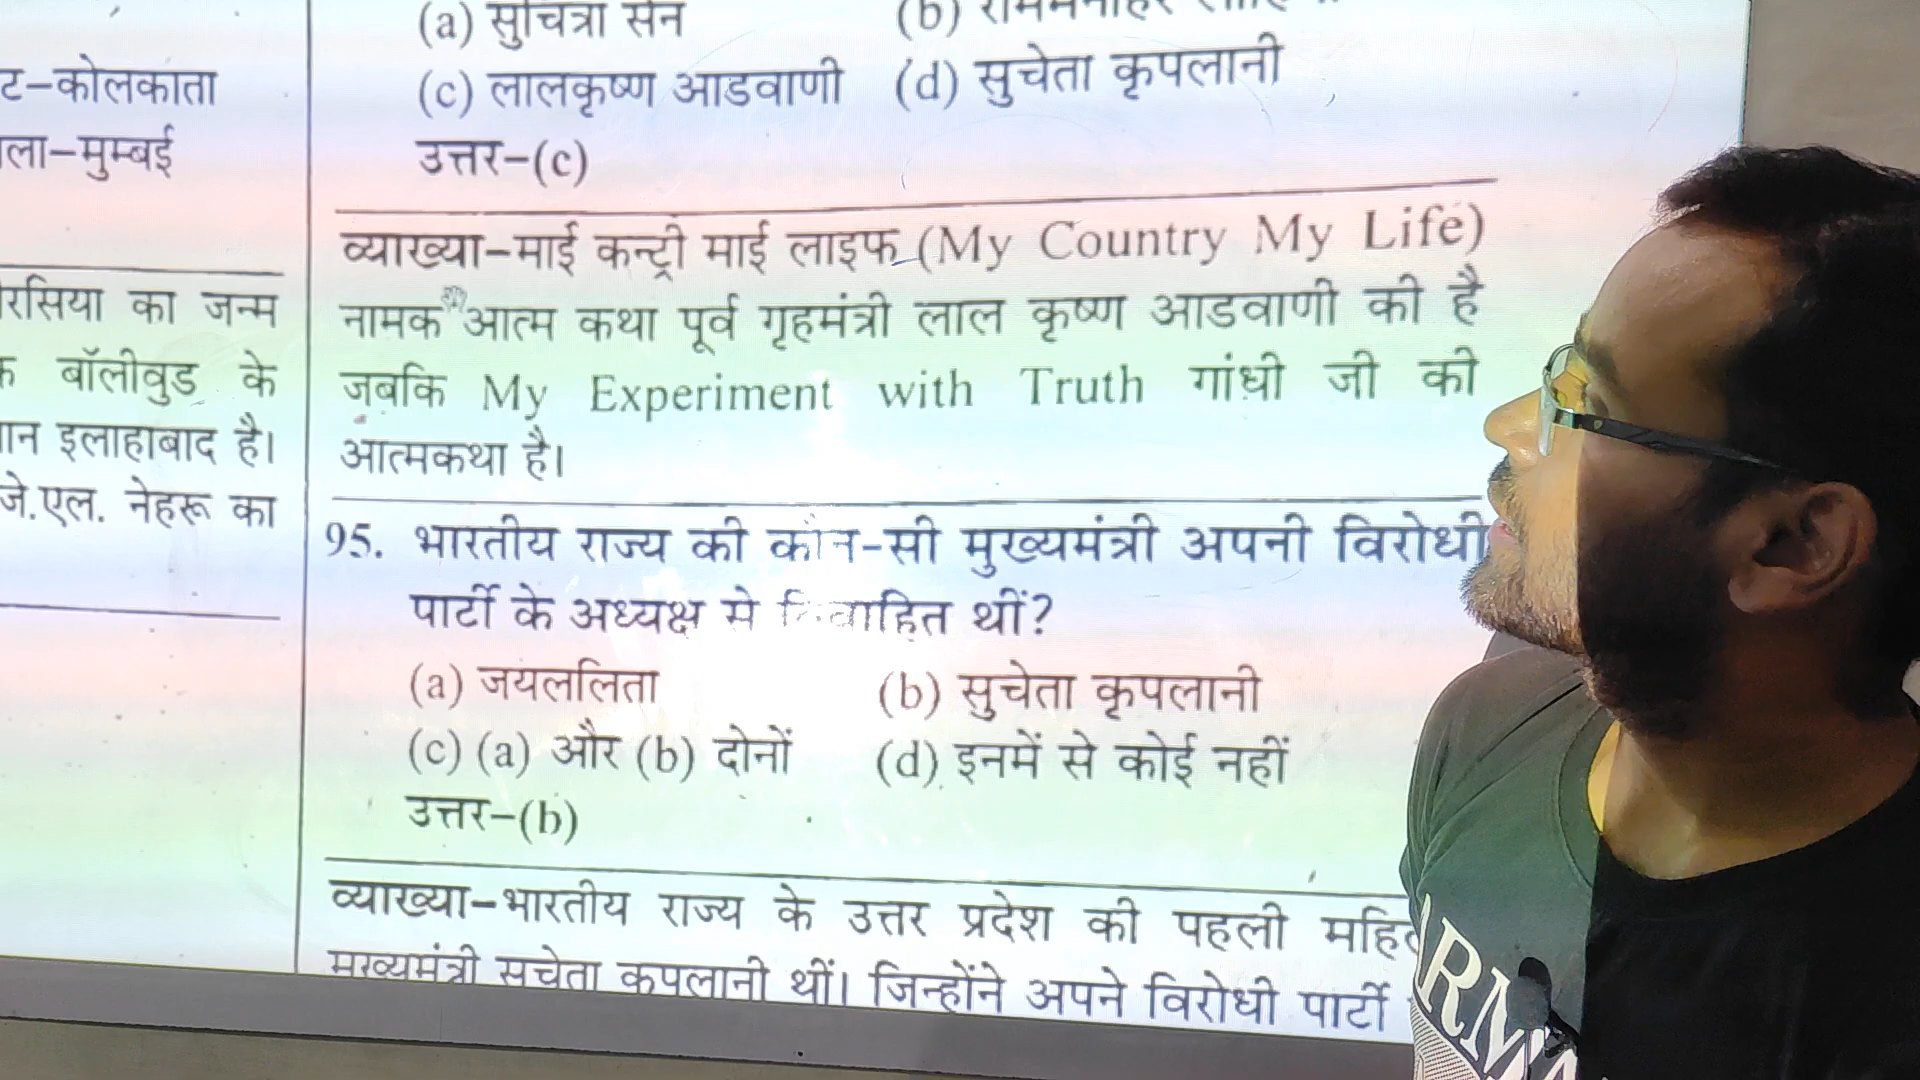 ट–कोलकाता
ला–मुम्बई
रसिया का जन्म
बॉलीवुड के
इलाहाबाद है।
जे.एल. नेहरू का
(a) सुचित्रा सेन (b)
(c) लालकृष्ण आडवाणी (d) सुचेता कृपलानी
उत्तर–(c)
व्याख्या–माई कन्ट्री माई लाइफ (My Country My Life)
नामक आत्म कथा पूर्व गृहमंत्री लाल कृष्ण आडवाणी की है
जबकि My Experiment with Truth गांधी जी की
आत्मकथा है।
95. भारतीय राज्य की कौन-सी मुख्यमंत्री अपनी विरोधी
पार्टी के अध्यक्ष से विवाहित थीं?
(a) जयललिता (b) सुचेता कृपलानी
(c) (a) और (b) दोनों (d) इनमें से कोई नहीं
उत्तर–(b)
व्याख्या–भारतीय राज्य के उत्तर प्रदेश की पहली
मुख्यमंत्री सुचेता कृपलानी थीं। जिन्होंने अपने विरोधी पार्टी